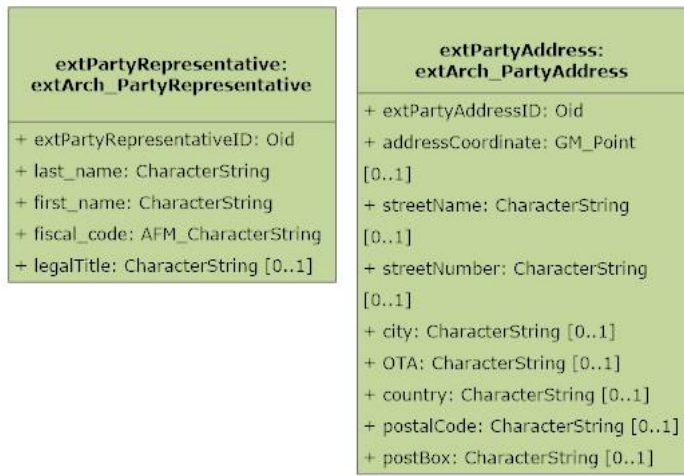 extPartyRepresentative:
extArch_PartyRepresentative
+ extPartyRepresentativeID: Oid
+ last_name: CharacterString
+ first_name: CharacterString
+ fiscal_code: AFM_CharacterString
+ legalTitle: CharacterString [0..1]
extPartyAddress:
extArch_PartyAddress
+ extPartyAddressID: Oid
+ addressCoordinate: GM_Point
[0..1]
+ streetName: CharacterString
[0..1]
+ streetNumber: CharacterString
[0..1]
+ city: CharacterString [0..1]
+ OTA: CharacterString [0..1]
+ country: CharacterString [0..1]
+ postalCode: CharacterString [0..1]
+ postBox: CharacterString [0..1]